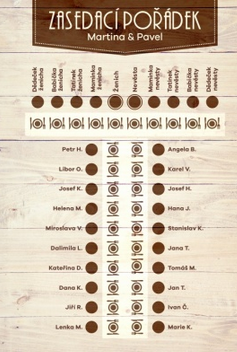 ZASEDACÍ POŘÁDEK
Martina & Pavel
Dědeček ženicha
Babička ženicha
Tatínek ženicha
Maminka ženicha
Ženich
Nevěsta
Maminka nevěsty
Tatínek nevěsty
Babička nevěsty
Dědeček nevěsty
Petr H. Angela B.
Libor O. Karel V.
Josef K. Josef H.
Helena M. Hana J.
Miroslava V. Stanislav K.
Dalimila L. Jana T.
Kateřina D. Tomáš M.
Dana K. Jan T.
Jiří R. Ivan Č.
Lenka M. Marie K.